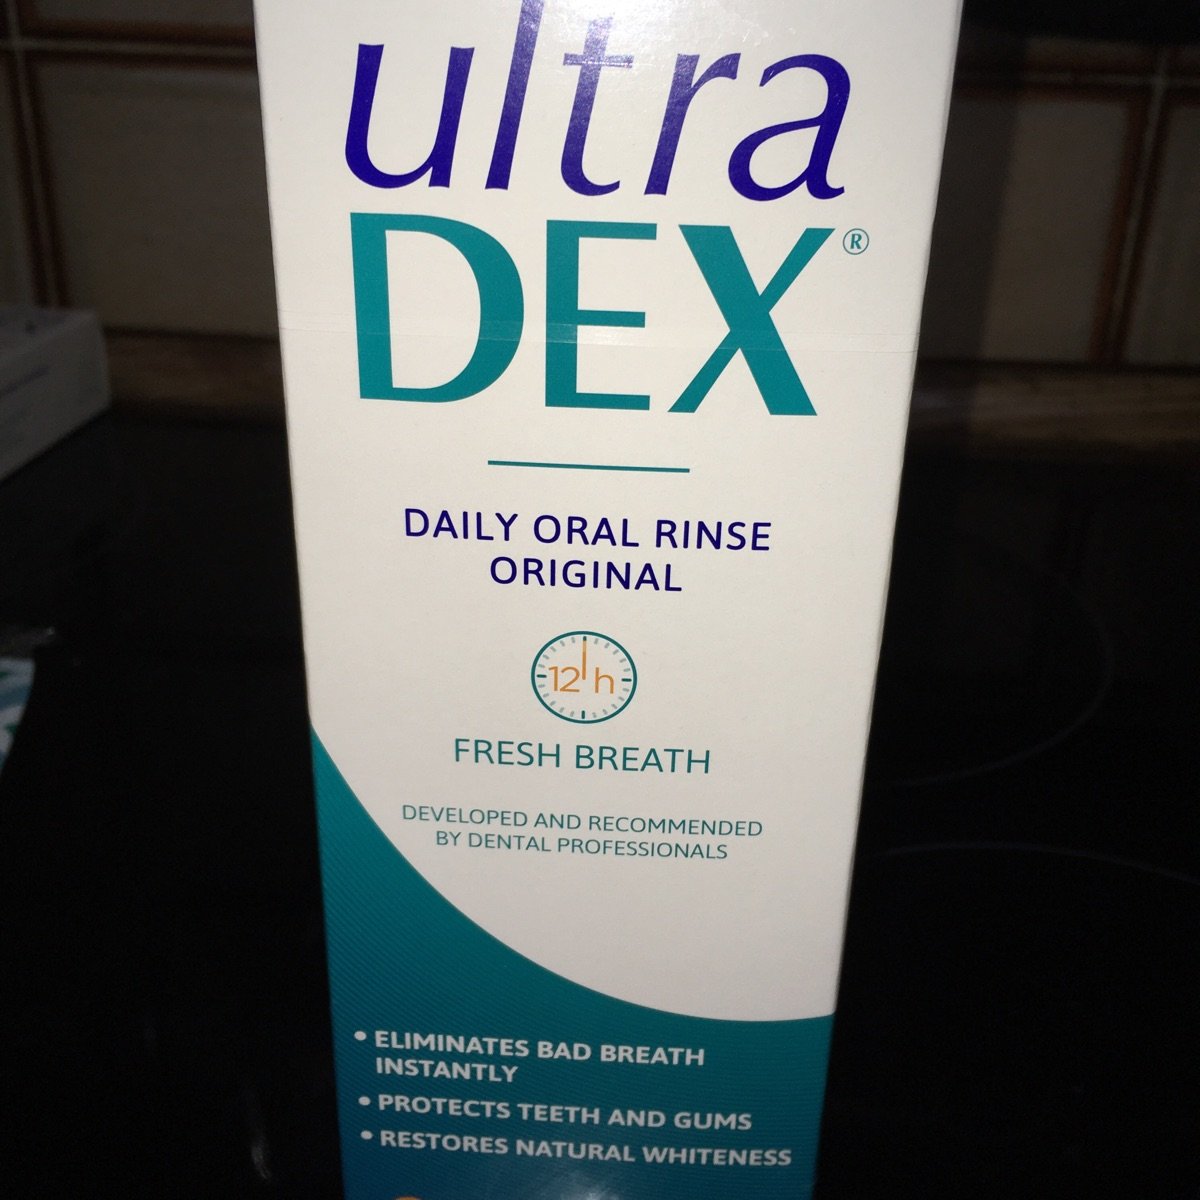 ultra
DEX®
DAILY ORAL RINSE
ORIGINAL
12h
FRESH BREATH
DEVELOPED AND RECOMMENDED
BY DENTAL PROFESSIONALS
• ELIMINATES BAD BREATH
INSTANTLY
• PROTECTS TEETH AND GUMS
• RESTORES NATURAL WHITENESS